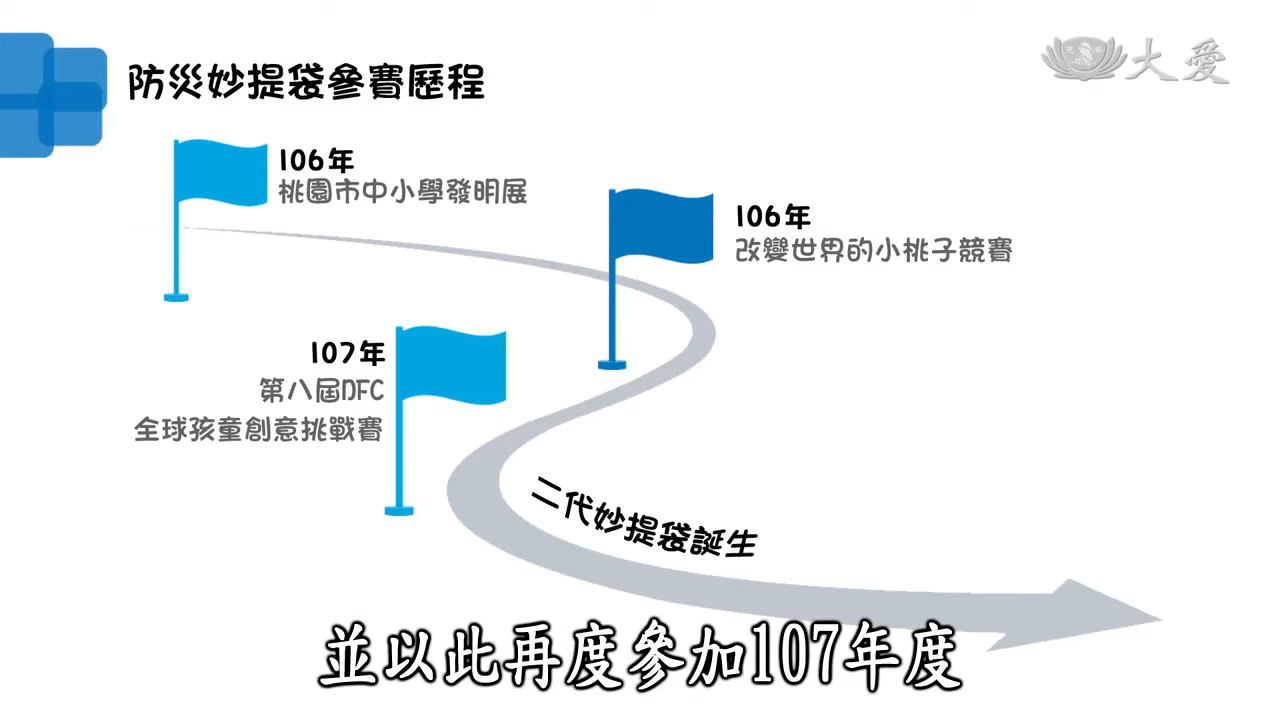 防災妙提袋參賽歷程
大愛
106年
桃園市中小學發明展
106年
改變世界的小桃子競賽
107年
第八屆DFC
全球孩童創意挑戰賽
二代妙提袋誕生
並以此再度參加107年度